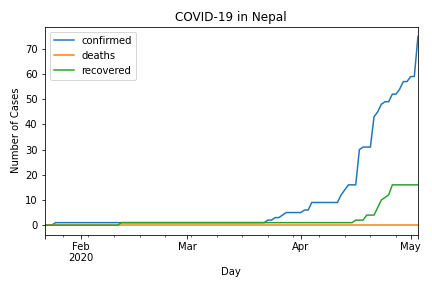 COVID-19 in Nepal
confirmed
deaths
recovered
Number of Cases
70
60
50
40
30
20
10
0
Feb
2020
Mar
Apr
May
Day